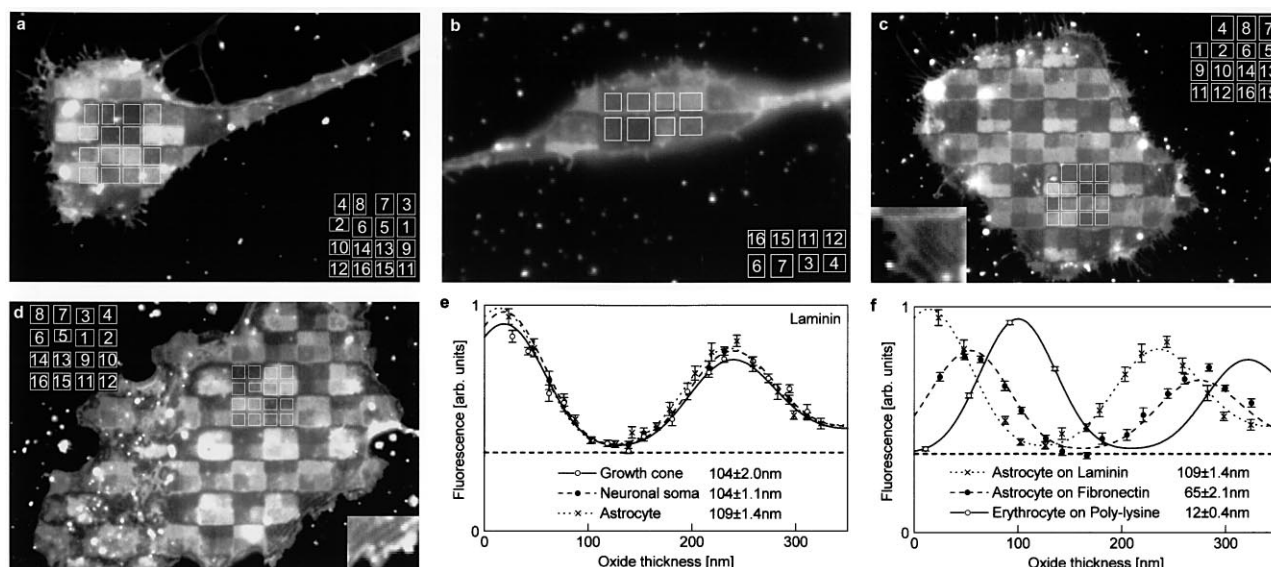 a
4 8 7 3
2 6 5 1
10 14 13 9
12 16 15 11
b
16 15 11 12
6 7 3 4
c
4 8 7
1 2 6 5
9 10 14 13
11 12 16 15
d
8 7 3 4
6 5 1 2
14 13 9 10
16 15 11 12
e
Laminin
Fluorescence [arb. units]
1
0
Growth cone 104±2.0nm
Neuronal soma 104±1.1nm
Astrocyte 109±1.4nm
0 100 200 300
Oxide thickness [nm]
f
Fluorescence [arb. units]
1
0
Astrocyte on Laminin 109±1.4nm
Astrocyte on Fibronectin 65±2.1nm
Erythrocyte on Poly-lysine 12±0.4nm
0 100 200 300
Oxide thickness [nm]